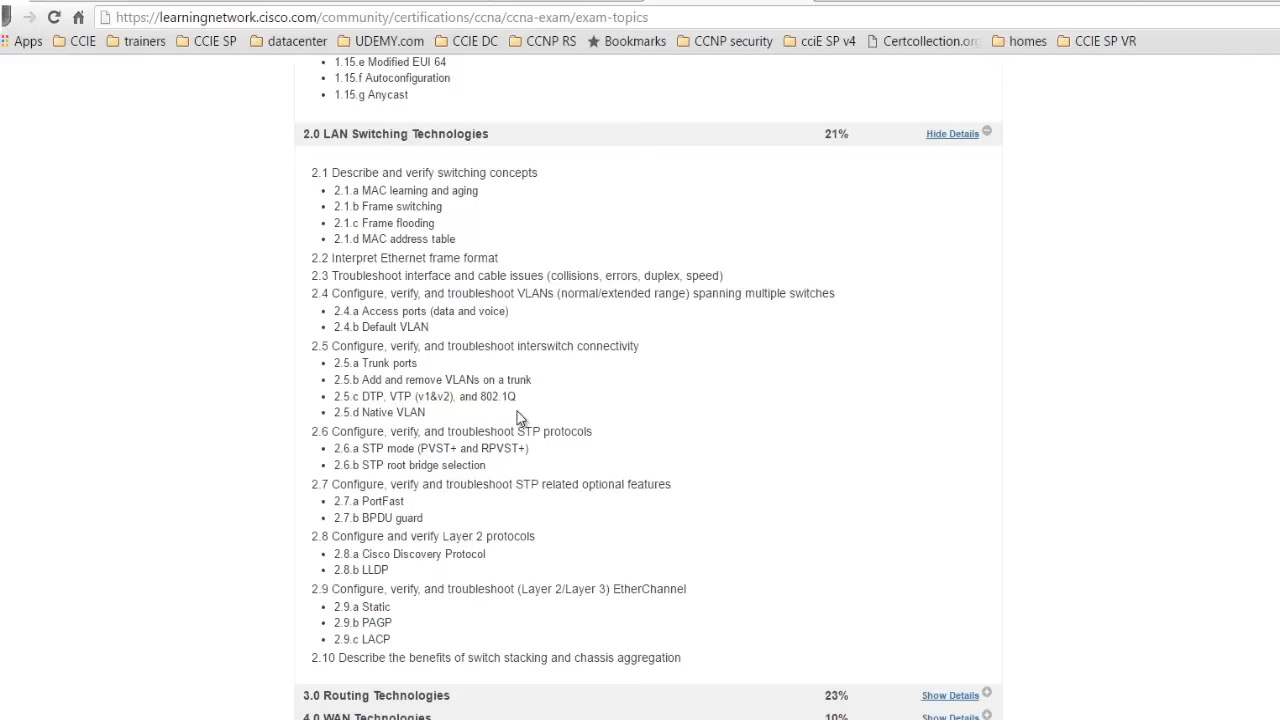 https://learningnetwork.cisco.com/community/certifications/ccna/ccna-exam/exam-topics
Apps CCIE trainers CCIE SP datacenter UDEMY.com CCIE DC CCNP RS Bookmarks CCNP security cciE SP v4 Certcollection.org homes CCIE SP VR
• 1.15.e Modified EUI 64
• 1.15.f Autoconfiguration
• 1.15.g Anycast
2.0 LAN Switching Technologies 21% Hide Details
2.1 Describe and verify switching concepts
• 2.1.a MAC learning and aging
• 2.1.b Frame switching
• 2.1.c Frame flooding
• 2.1.d MAC address table
2.2 Interpret Ethernet frame format
2.3 Troubleshoot interface and cable issues (collisions, errors, duplex, speed)
2.4 Configure, verify, and troubleshoot VLANs (normal/extended range) spanning multiple switches
• 2.4.a Access ports (data and voice)
• 2.4.b Default VLAN
2.5 Configure, verify, and troubleshoot interswitch connectivity
• 2.5.a Trunk ports
• 2.5.b Add and remove VLANs on a trunk
• 2.5.c DTP, VTP (v1&v2), and 802.1Q
• 2.5.d Native VLAN
2.6 Configure, verify, and troubleshoot STP protocols
• 2.6.a STP mode (PVST+ and RPVST+)
• 2.6.b STP root bridge selection
2.7 Configure, verify and troubleshoot STP related optional features
• 2.7.a PortFast
• 2.7.b BPDU guard
2.8 Configure and verify Layer 2 protocols
• 2.8.a Cisco Discovery Protocol
• 2.8.b LLDP
2.9 Configure, verify, and troubleshoot (Layer 2/Layer 3) EtherChannel
• 2.9.a Static
• 2.9.b PAGP
• 2.9.c LACP
2.10 Describe the benefits of switch stacking and chassis aggregation
3.0 Routing Technologies 23% Show Details
4.0 WAN Technologies 10% Show Details